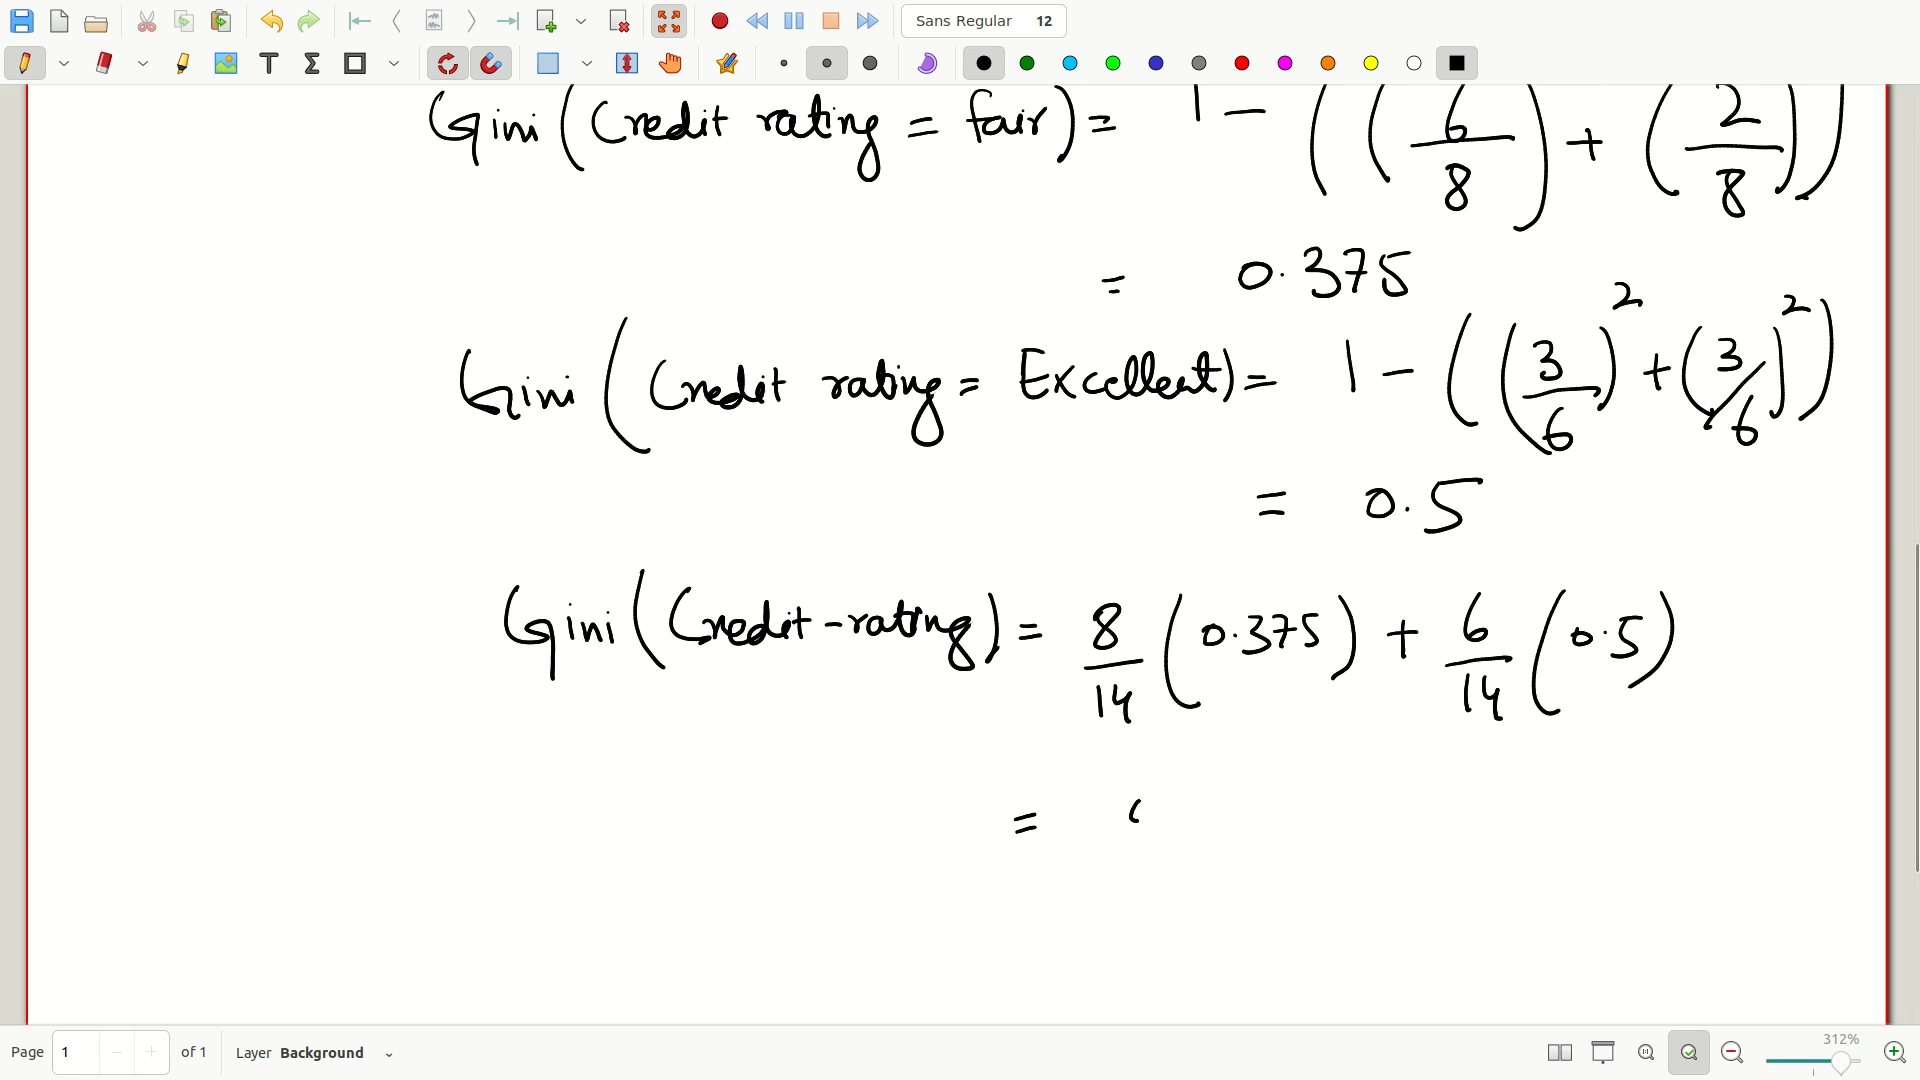 Sans Regular 12
Gini (Credit rating = fair) = 1 - ((6/8) + (2/8))
= 0.375
Gini (Credit rating = Excellent) = 1 - ((3/6)² + (3/6)²)
= 0.5
Gini (Credit-rating) = 8/14 (0.375) + 6/14 (0.5)
=
Page 1 of 1 Layer Background 312%